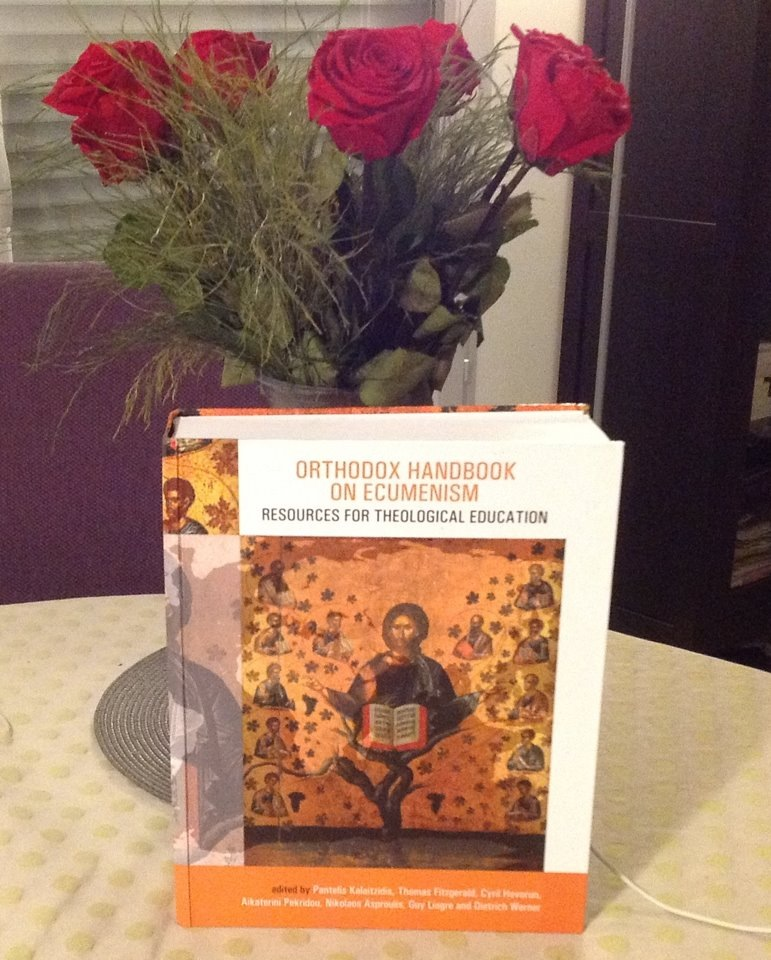 ORTHODOX HANDBOOK
ON ECUMENISM
RESOURCES FOR THEOLOGICAL EDUCATION
edited by Pantelis Kalaitzidis, Thomas Fitzgerald, Cyril Hovorun,
Aikaterini Pekridou, Nikolaos Asproulis, Guy Liagre and Dietrich Werner